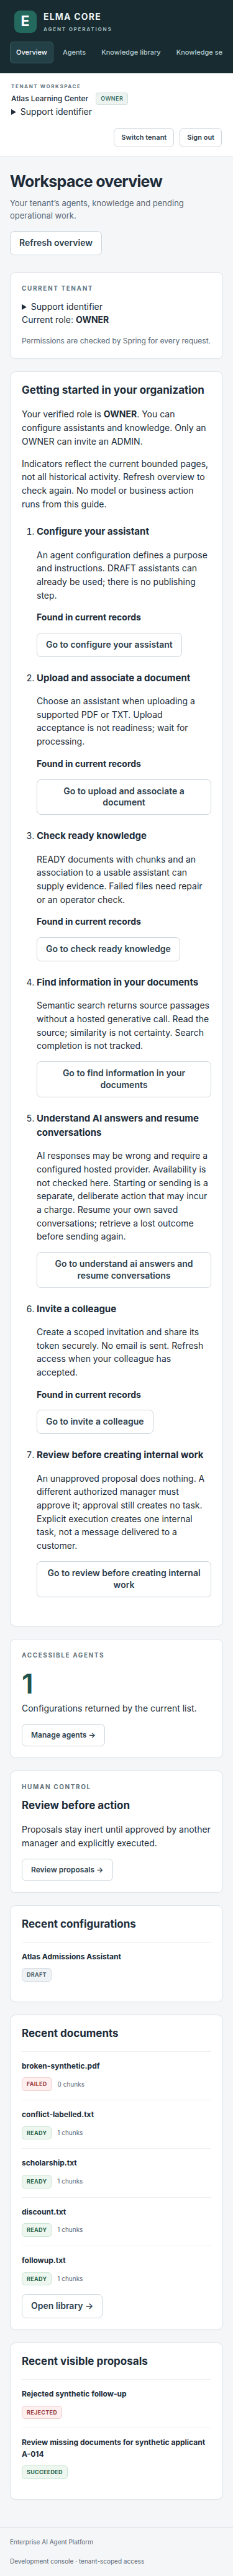 E
ELMA CORE
AGENT OPERATIONS
Overview
Agents
Knowledge library
Knowledge se
TENANT WORKSPACE
Atlas Learning Center
OWNER
▶ Support identifier
Switch tenant
Sign out
Workspace overview
Your tenant's agents, knowledge and pending
operational work.
Refresh overview
CURRENT TENANT
▶ Support identifier
Current role: OWNER
Permissions are checked by Spring for every request.
Getting started in your organization
Your verified role is OWNER. You can
configure assistants and knowledge. Only an
OWNER can invite an ADMIN.
Indicators reflect the current bounded pages,
not all historical activity. Refresh overview to
check again. No model or business action
runs from this guide.
1. Configure your assistant
An agent configuration defines a purpose
and instructions. DRAFT assistants can
already be used; there is no publishing
step.
Found in current records
Go to configure your assistant
2. Upload and associate a document
Choose an assistant when uploading a
supported PDF or TXT. Upload
acceptance is not readiness; wait for
processing.
Found in current records
Go to upload and associate a
document
3. Check ready knowledge
READY documents with chunks and an
association to a usable assistant can
supply evidence. Failed files need repair
or an operator check.
Found in current records
Go to check ready knowledge
4. Find information in your documents
Semantic search returns source passages
without a hosted generative call. Read the
source; similarity is not certainty. Search
completion is not tracked.
Go to find information in your
documents
5. Understand AI answers and resume
conversations
AI responses may be wrong and require a
configured hosted provider. Availability is
not checked here. Starting or sending is a
separate, deliberate action that may incur
a charge. Resume your own saved
conversations; retrieve a lost outcome
before sending again.
Go to understand ai answers and
resume conversations
6. Invite a colleague
Create a scoped invitation and share its
token securely. No email is sent. Refresh
access when your colleague has
accepted.
Found in current records
Go to invite a colleague
7. Review before creating internal work
An unapproved proposal does nothing. A
different authorized manager must
approve it; approval still creates no task.
Explicit execution creates one internal
task, not a message delivered to a
customer.
Go to review before creating internal
work
ACCESSIBLE AGENTS
1
Configurations returned by the current list.
Manage agents →
HUMAN CONTROL
Review before action
Proposals stay inert until approved by another
manager and explicitly executed.
Review proposals →
Recent configurations
Atlas Admissions Assistant
DRAFT
Recent documents
broken-synthetic.pdf
FAILED 0 chunks
conflict-labelled.txt
READY 1 chunks
scholarship.txt
READY 1 chunks
discount.txt
READY 1 chunks
followup.txt
READY 1 chunks
Open library →
Recent visible proposals
Rejected synthetic follow-up
REJECTED
Review missing documents for synthetic applicant
A-014
SUCCEEDED
Enterprise AI Agent Platform
Development console · tenant-scoped access